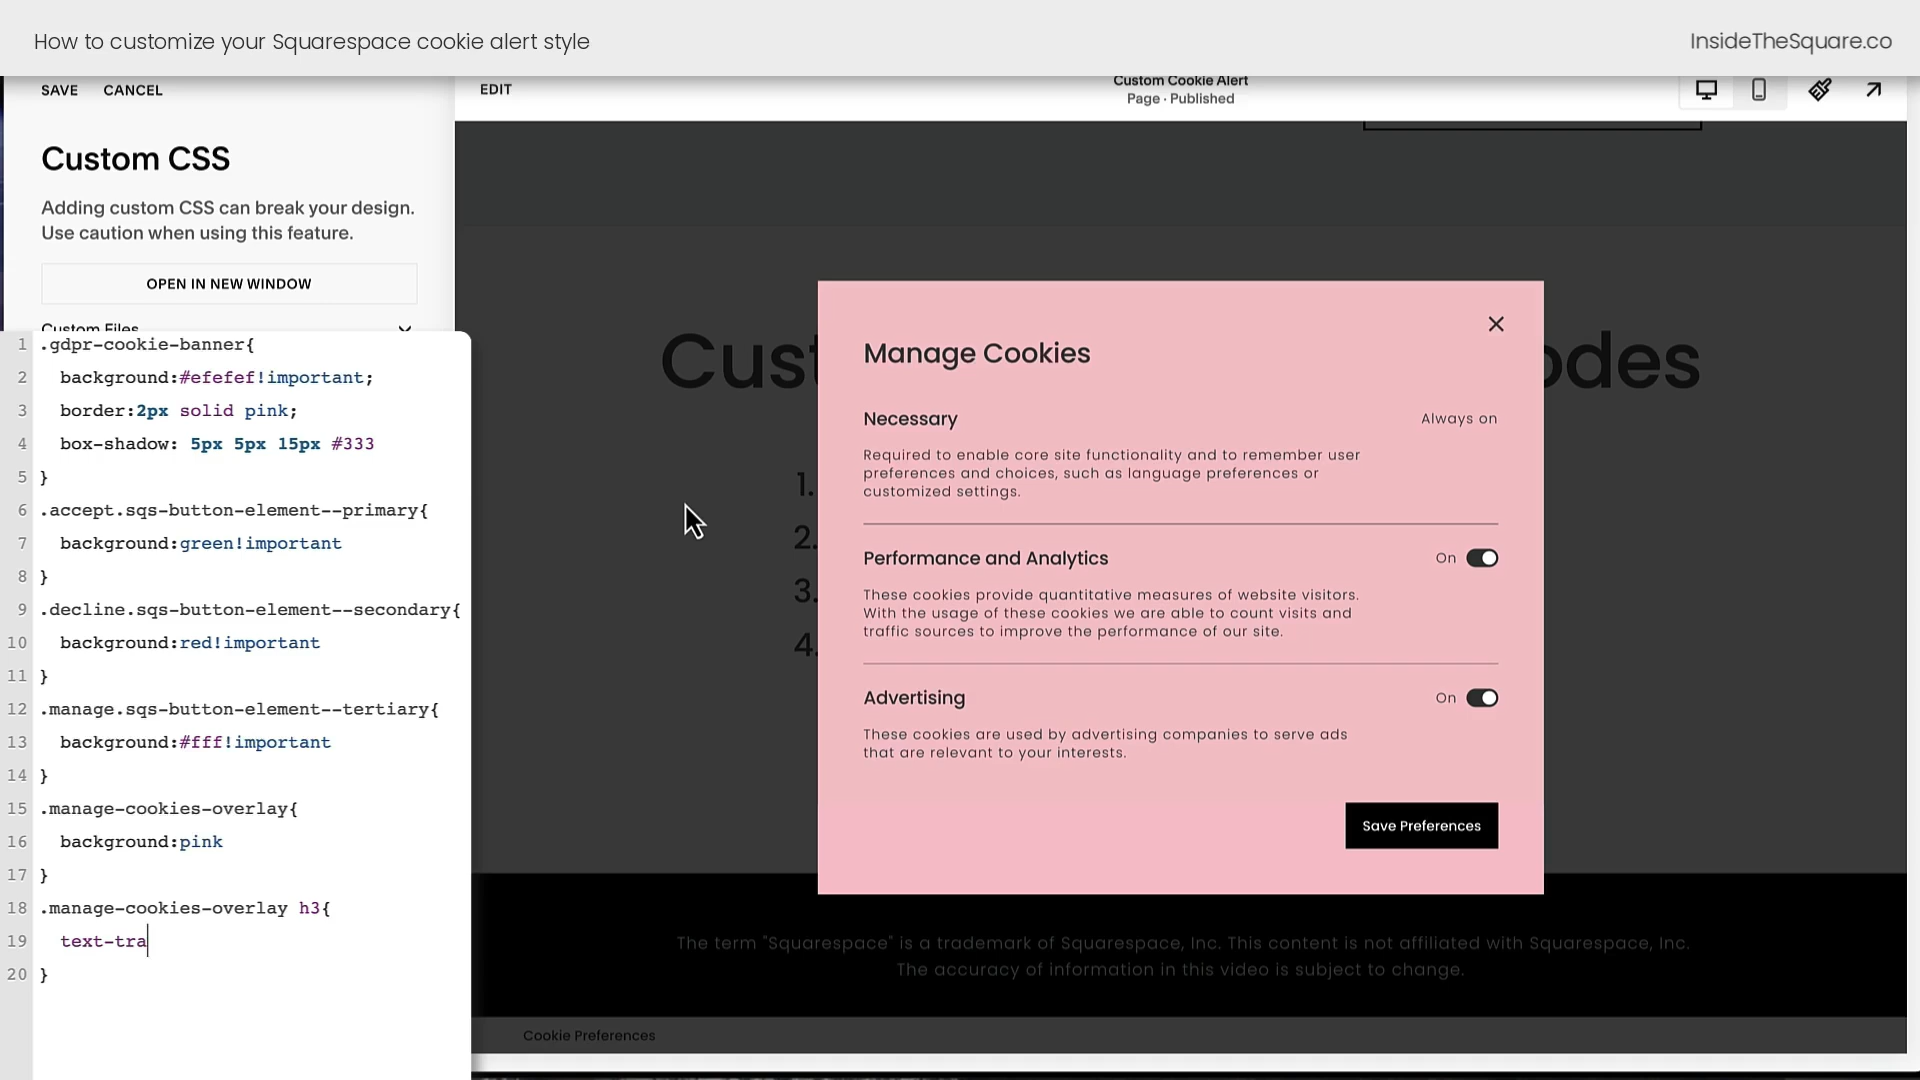 How to customize your Squarespace cookie alert style
InsideTheSquare.co
SAVE CANCEL
EDIT
Custom Cookie Alert
Page · Published
Custom CSS
Adding custom CSS can break your design.
Use caution when using this feature.
OPEN IN NEW WINDOW
Custom Files
1 .gdpr-cookie-banner{
2 background:#efefef!important;
3 border:2px solid pink;
4 box-shadow: 5px 5px 15px #333
5 }
6 .accept.sqs-button-element--primary{
7 background:green!important
8 }
9 .decline.sqs-button-element--secondary{
10 background:red!important
11 }
12 .manage.sqs-button-element--tertiary{
13 background:#fff!important
14 }
15 .manage-cookies-overlay{
16 background:pink
17 }
18 .manage-cookies-overlay h3{
19 text-tra
20 }
Cust
odes
1.
2.
3.
4.
Manage Cookies
Necessary
Always on
Required to enable core site functionality and to remember user
preferences and choices, such as language preferences or
customized settings.
Performance and Analytics
On
These cookies provide quantitative measures of website visitors.
With the usage of these cookies we are able to count visits and
traffic sources to improve the performance of our site.
Advertising
On
These cookies are used by advertising companies to serve ads
that are relevant to your interests.
Save Preferences
The term "Squarespace" is a trademark of Squarespace, Inc. This content is not affiliated with Squarespace, Inc.
The accuracy of information in this video is subject to change.
Cookie Preferences